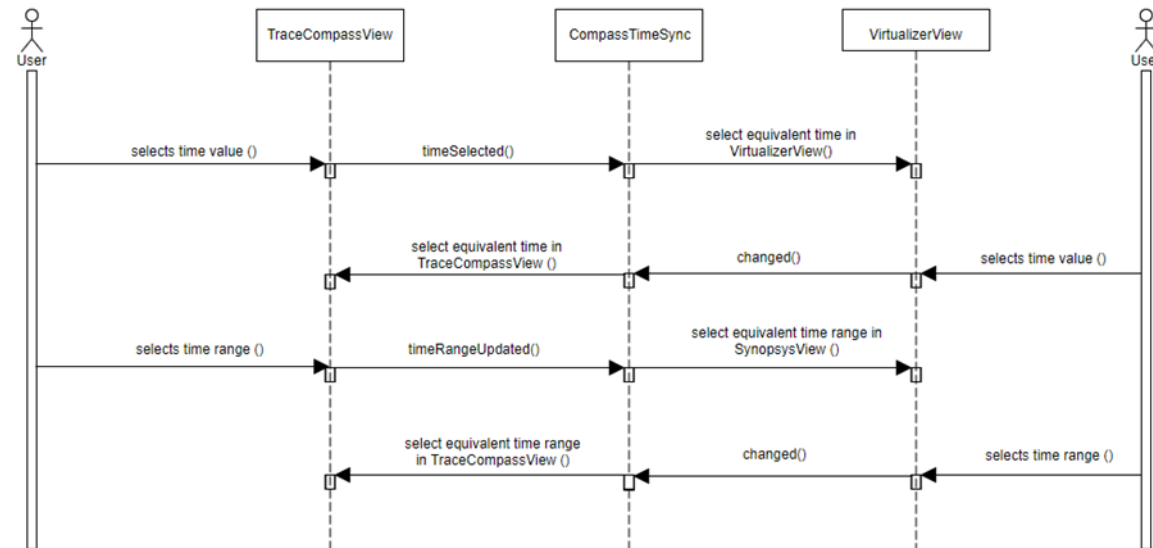 User
TraceCompassView
CompassTimeSync
VirtualizerView
Use
selects time value ()
timeSelected()
select equivalent time in
VirtualizerView()
select equivalent time in
TraceCompassView ()
changed()
selects time value ()
selects time range ()
timeRangeUpdated()
select equivalent time range in
SynopsysView ()
select equivalent time range
in TraceCompassView ()
changed()
selects time range ()